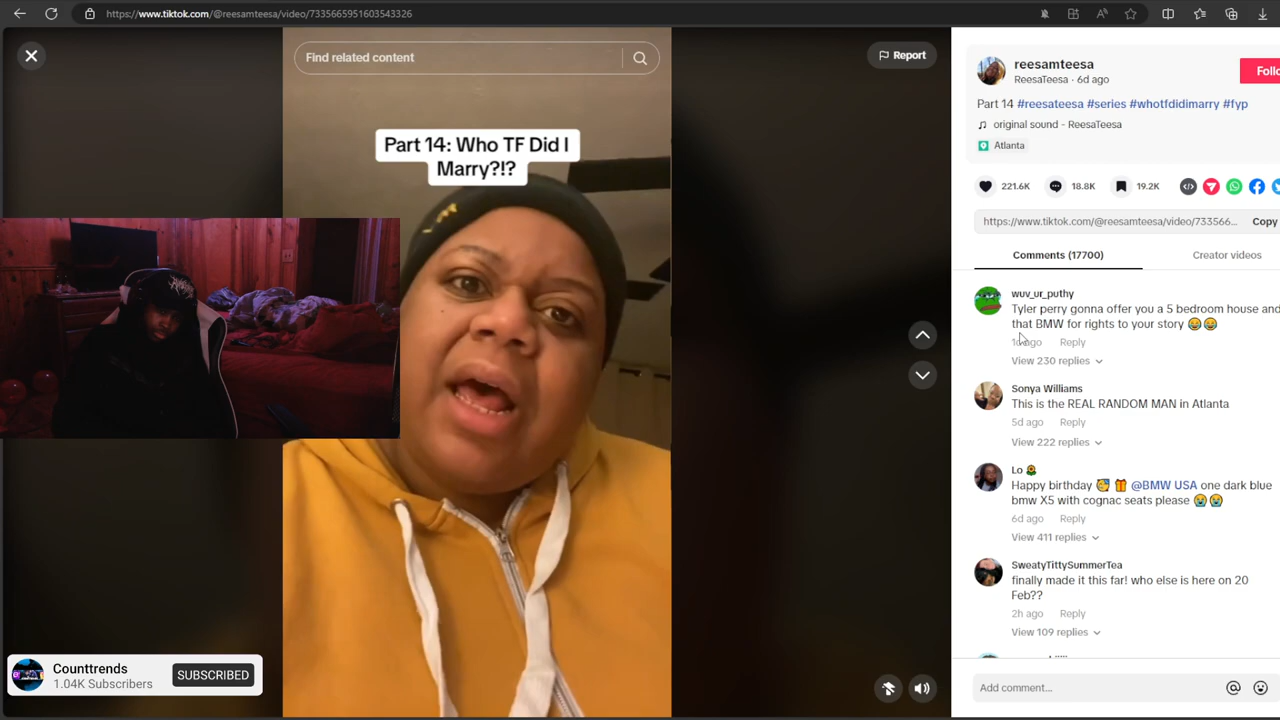 https://www.tiktok.com/@reesamteesa/video/7335665951603543326
Find related content
Report
Part 14: Who TF Did I
Marry?!?
Counttrends
1.04K Subscribers
SUBSCRIBED
reesamteesa
ReesaTeesa · 6d ago
Part 14 #reesateesa #series #whotfdidimarry #fyp
original sound - ReesaTeesa
Atlanta
221.6K
18.8K
19.2K
https://www.tiktok.com/@reesamteesa/video/733566...
Copy
Comments (17700)
Creator videos
wuv_ur_puthy
Tyler perry gonna offer you a 5 bedroom house and
that BMW for rights to your story 😂😂
Reply
View 230 replies
Sonya Williams
This is the REAL RANDOM MAN in Atlanta
5d ago Reply
View 222 replies
Lo 🌻
Happy birthday 🥳 🎁 @BMW USA one dark blue
bmw X5 with cognac seats please 😭😭
6d ago Reply
View 411 replies
SweatyTittySummerTea
finally made it this far! who else is here on 20
Feb??
2h ago Reply
View 109 replies
Add comment...